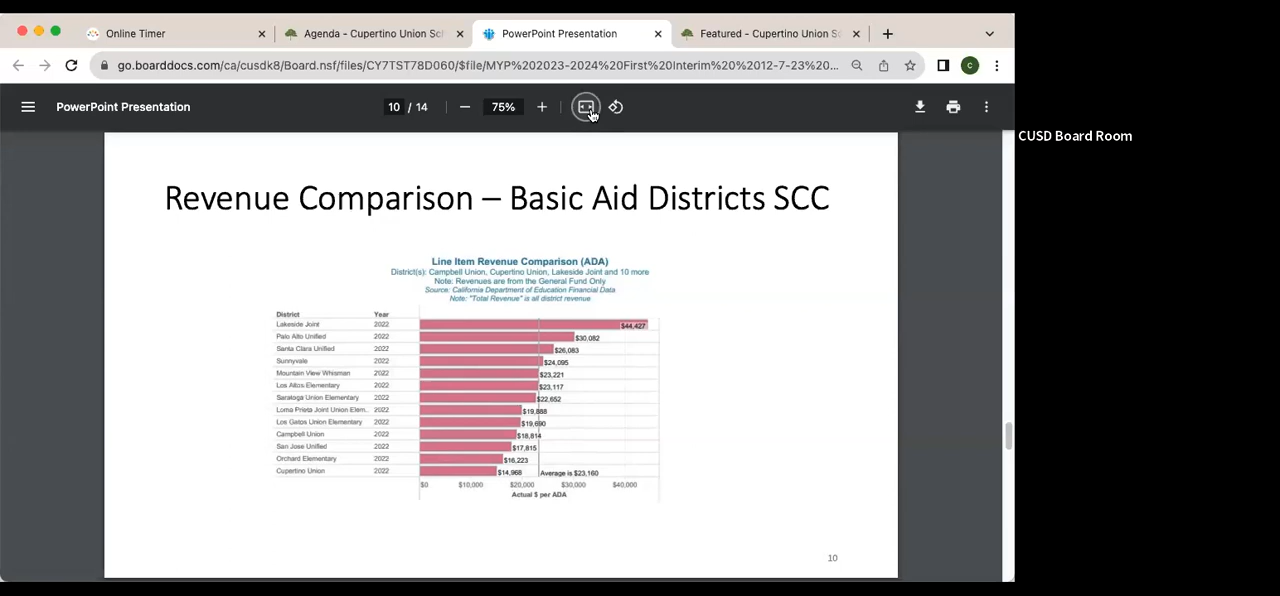 Online Timer
Agenda - Cupertino Union Sch
PowerPoint Presentation
Featured - Cupertino Union Sc
go.boarddocs.com/ca/cusdk8/Board.nsf/files/CY7TST78D060/$file/MYP%202023-2024%20First%20Interim%20%2012-7-23%20...
C
PowerPoint Presentation
10 / 14
75%
CUSD Board Room
Revenue Comparison – Basic Aid Districts SCC
Line Item Revenue Comparison (ADA)
District(s): Campbell Union, Cupertino Union, Lakeside Joint and 10 more
Note: Revenues are from the General Fund Only
Source: California Department of Education Financial Data
Note: "Total Revenue" is all district revenue
District Year
Lakeside Joint 2022 $44,427
Palo Alto Unified 2022 $30,082
Santa Clara Unified 2022 $26,083
Sunnyvale 2022 $24,095
Mountain View Whisman 2022 $23,221
Los Altos Elementary 2022 $23,117
Saratoga Union Elementary 2022 $22,652
Loma Prieta Joint Union Elem.. 2022 $19,888
Los Gatos Union Elementary 2022 $19,690
Campbell Union 2022 $18,814
San Jose Unified 2022 $17,815
Orchard Elementary 2022 $16,223
Cupertino Union 2022 $14,968 Average is $23,160
$0 $10,000 $20,000 $30,000 $40,000
Actual $ per ADA
10